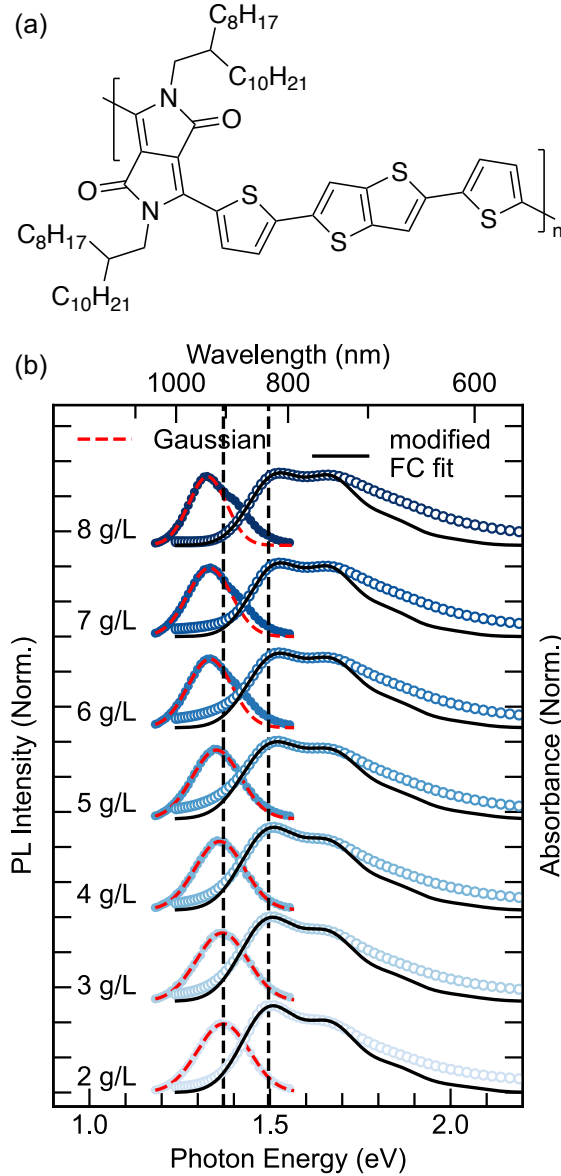 (a)
C8H17
C10H21
N
O
O
N
S
S
S
S
n
C8H17
C10H21
(b)
Wavelength (nm)
1000 800 600
Gaussian
modified
FC fit
8 g/L
7 g/L
6 g/L
5 g/L
4 g/L
3 g/L
2 g/L
PL Intensity (Norm.)
Absorbance (Norm.)
1.0 1.5 2.0
Photon Energy (eV)